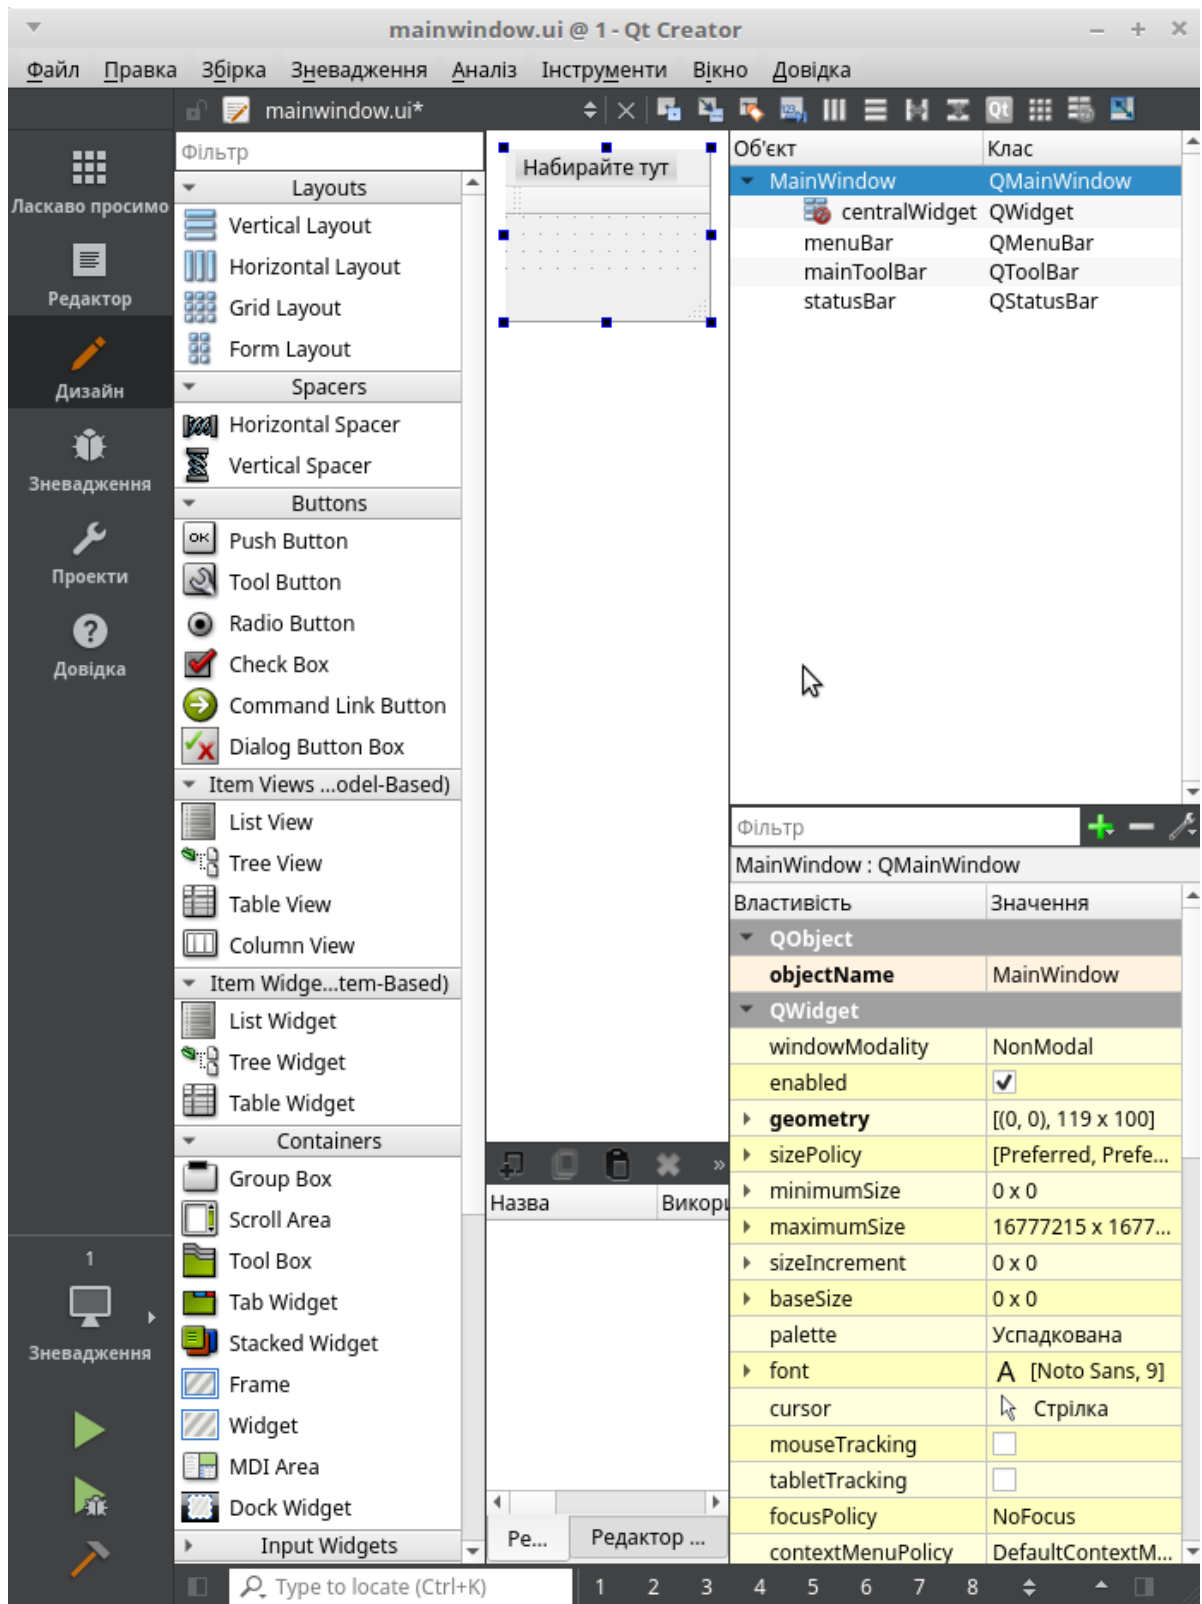 mainwindow.ui @ 1 - Qt Creator
Файл Правка Збірка Зневадження Аналіз Інструменти Вікно Довідка
mainwindow.ui*
Ласкаво просимо
Редактор
Дизайн
Зневадження
Проекти
Довідка
1
Зневадження
Фільтр
Layouts
Vertical Layout
Horizontal Layout
Grid Layout
Form Layout
Spacers
Horizontal Spacer
Vertical Spacer
Buttons
OK Push Button
Tool Button
Radio Button
Check Box
Command Link Button
Dialog Button Box
Item Views ...odel-Based)
List View
Tree View
Table View
Column View
Item Widge...tem-Based)
List Widget
Tree Widget
Table Widget
Containers
Group Box
Scroll Area
Tool Box
Tab Widget
Stacked Widget
Frame
Widget
MDI Area
Dock Widget
Input Widgets
Набирайте тут
Назва Викори
Ре... Редактор ...
Об'єкт Клас
MainWindow QMainWindow
centralWidget QWidget
menuBar QMenuBar
mainToolBar QToolBar
statusBar QStatusBar
Фільтр
MainWindow : QMainWindow
Властивість Значення
QObject
objectName MainWindow
QWidget
windowModality NonModal
enabled
geometry [(0, 0), 119 x 100]
sizePolicy [Preferred, Prefe...
minimumSize 0 x 0
maximumSize 16777215 x 1677...
sizeIncrement 0 x 0
baseSize 0 x 0
palette Успадкована
font A [Noto Sans, 9]
cursor Стрілка
mouseTracking
tabletTracking
focusPolicy NoFocus
contextMenuPolicy DefaultContextM...
Type to locate (Ctrl+K) 1 2 3 4 5 6 7 8